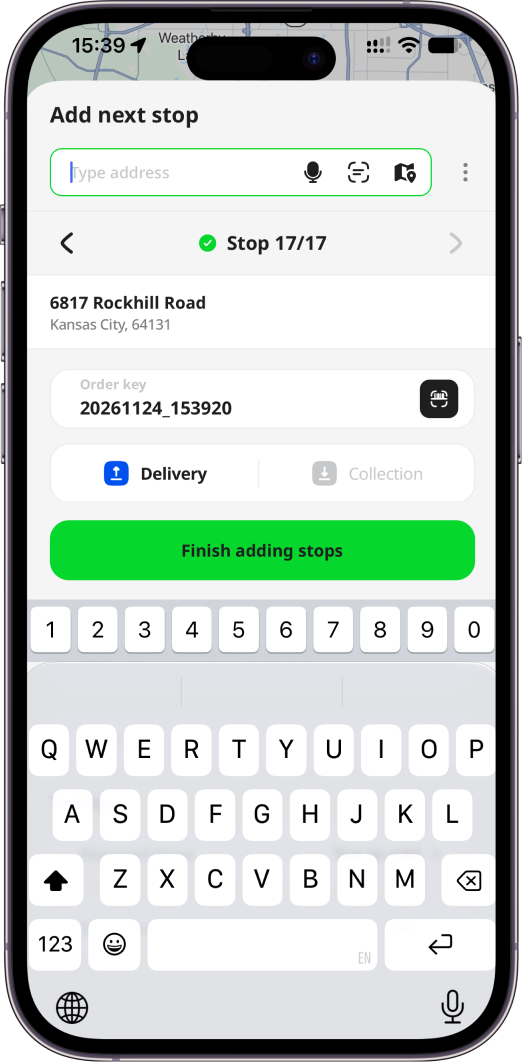 15:39
Weatherby
Add next stop
Type address
Stop 17/17
6817 Rockhill Road
Kansas City, 64131
Order key
20261124_153920
Delivery
Collection
Finish adding stops
1 2 3 4 5 6 7 8 9 0
Q W E R T Y U I O P
A S D F G H J K L
Z X C V B N M
123
EN